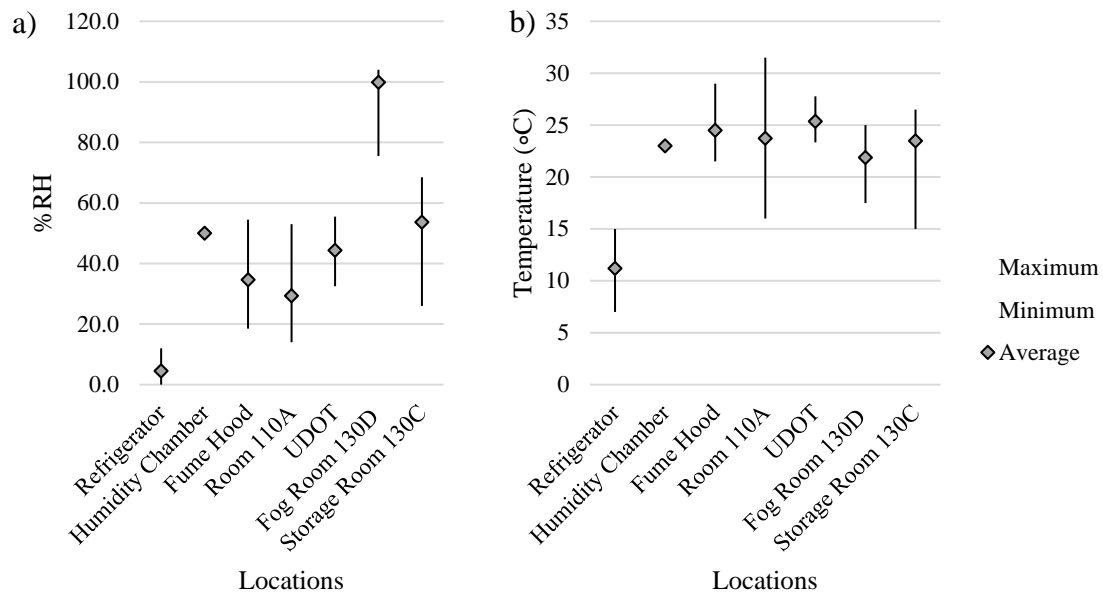 a)
120.0
100.0
80.0
60.0
40.0
20.0
0.0
%RH
Refrigerator
Humidity Chamber
Fume Hood
Room 110A
UDOT
Fog Room 130D
Storage Room 130C
Locations
b)
35
30
25
20
15
10
5
0
Temperature (∘C)
Refrigerator
Humidity Chamber
Fume Hood
Room 110A
UDOT
Fog Room 130D
Storage Room 130C
Locations
Maximum
Minimum
Average